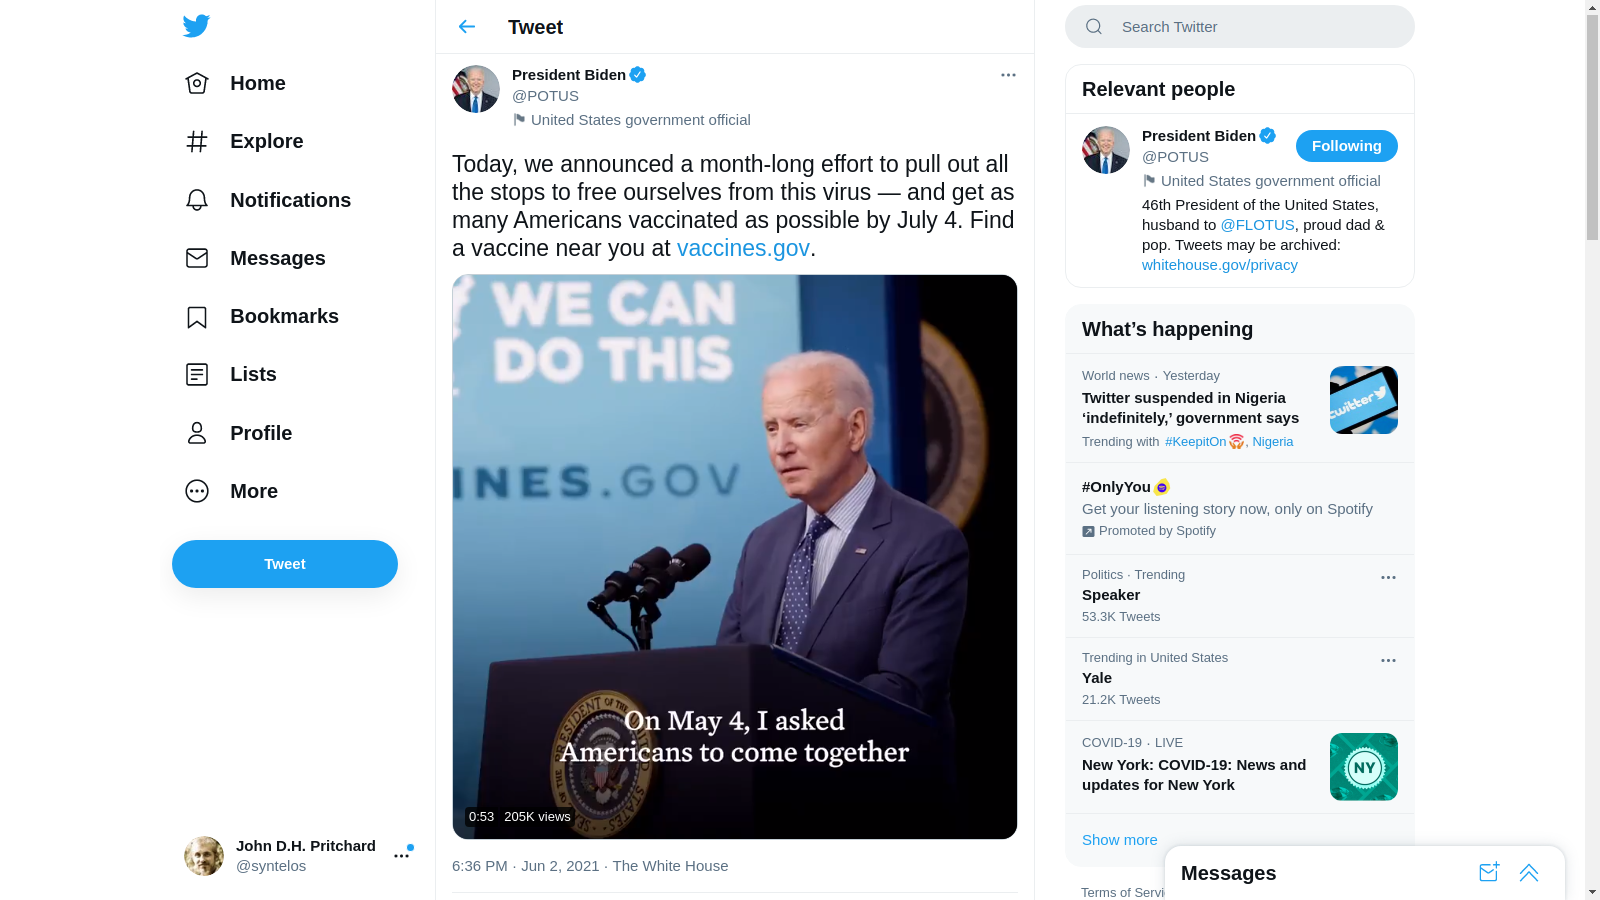 Home
Explore
Notifications
Messages
Bookmarks
Lists
Profile
More
Tweet
John D.H. Pritchard
@syntelos
Tweet
President Biden
@POTUS
United States government official
Today, we announced a month-long effort to pull out all
the stops to free ourselves from this virus — and get as
many Americans vaccinated as possible by July 4. Find
a vaccine near you at vaccines.gov.
WE CAN
DO THIS
INES.GOV
On May 4, I asked
Americans to come together
0:53 205K views
6:36 PM · Jun 2, 2021 · The White House
Search Twitter
Relevant people
President Biden
@POTUS
Following
United States government official
46th President of the United States,
husband to @FLOTUS, proud dad &
pop. Tweets may be archived:
whitehouse.gov/privacy
What’s happening
World news · Yesterday
Twitter suspended in Nigeria
‘indefinitely,’ government says
Trending with #KeepitOn, Nigeria
twitter
#OnlyYou
Get your listening story now, only on Spotify
Promoted by Spotify
Politics · Trending
Speaker
53.3K Tweets
Trending in United States
Yale
21.2K Tweets
COVID-19 · LIVE
New York: COVID-19: News and
updates for New York
NY
Show more
Terms of Servi
Messages